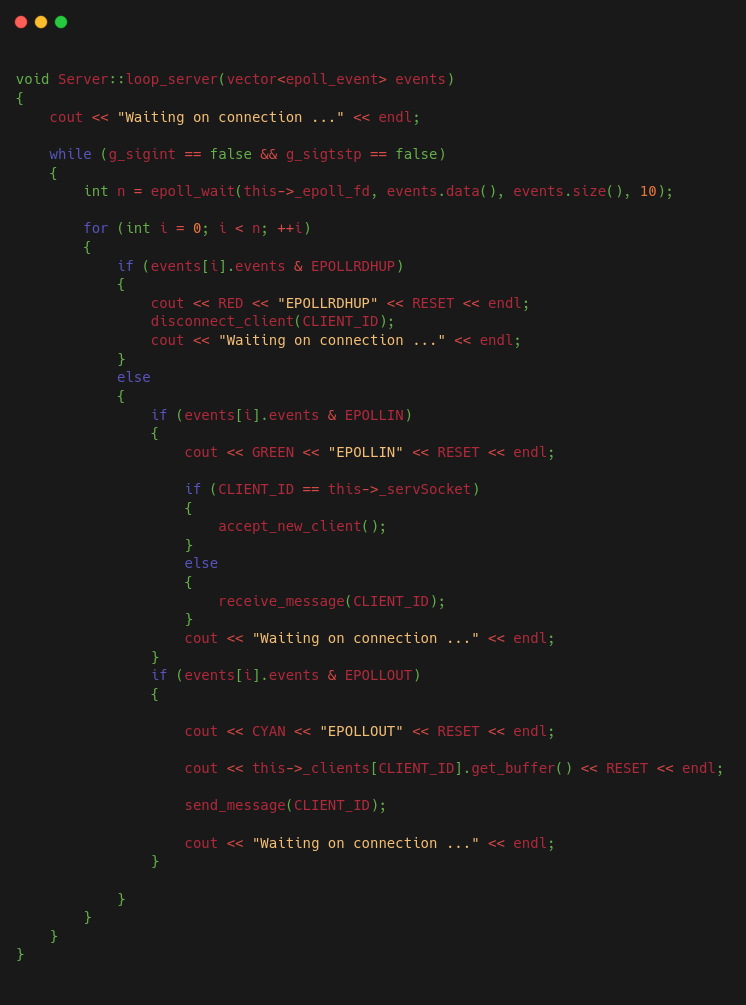 void Server::loop_server(vector<epoll_event> events)
{
    cout << "Waiting on connection ..." << endl;

    while (g_sigint == false && g_sigtstp == false)
    {
        int n = epoll_wait(this->_epoll_fd, events.data(), events.size(), 10);

        for (int i = 0; i < n; ++i)
        {
            if (events[i].events & EPOLLRDHUP)
            {
                cout << RED << "EPOLLRDHUP" << RESET << endl;
                disconnect_client(CLIENT_ID);
                cout << "Waiting on connection ..." << endl;
            }
            else
            {
                if (events[i].events & EPOLLIN)
                {
                    cout << GREEN << "EPOLLIN" << RESET << endl;

                    if (CLIENT_ID == this->_servSocket)
                    {
                        accept_new_client();
                    }
                    else
                    {
                        receive_message(CLIENT_ID);
                    }
                    cout << "Waiting on connection ..." << endl;
                }
                if (events[i].events & EPOLLOUT)
                {

                    cout << CYAN << "EPOLLOUT" << RESET << endl;

                    cout << this->_clients[CLIENT_ID].get_buffer() << RESET << endl;

                    send_message(CLIENT_ID);

                    cout << "Waiting on connection ..." << endl;
                }

            }
        }
    }
}